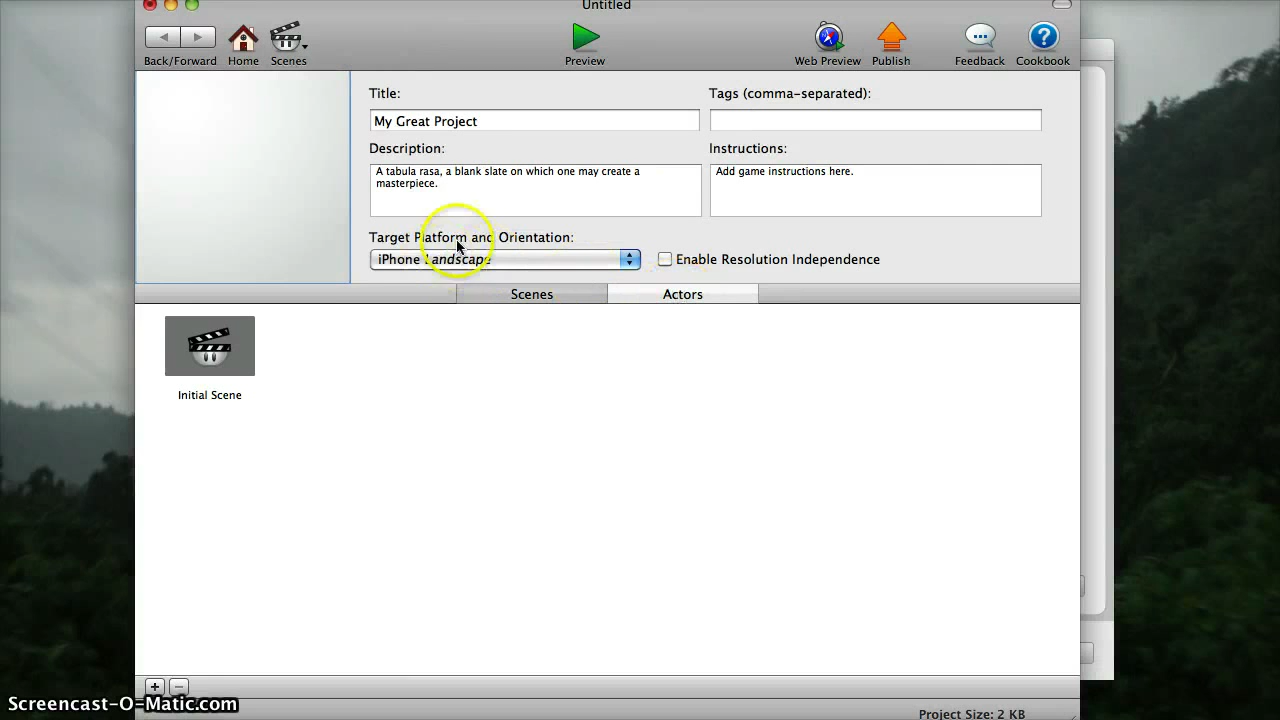 Untitled
Back/Forward
Home
Scenes
Preview
Web Preview
Publish
Feedback
Cookbook
Title:
Tags (comma-separated):
My Great Project
Description:
Instructions:
A tabula rasa, a blank slate on which one may create a
masterpiece.
Add game instructions here.
Target Platform and Orientation:
iPhone Landscape
Enable Resolution Independence
Scenes
Actors
Initial Scene
Project Size: 2 KB
Screencast-O-Matic.com